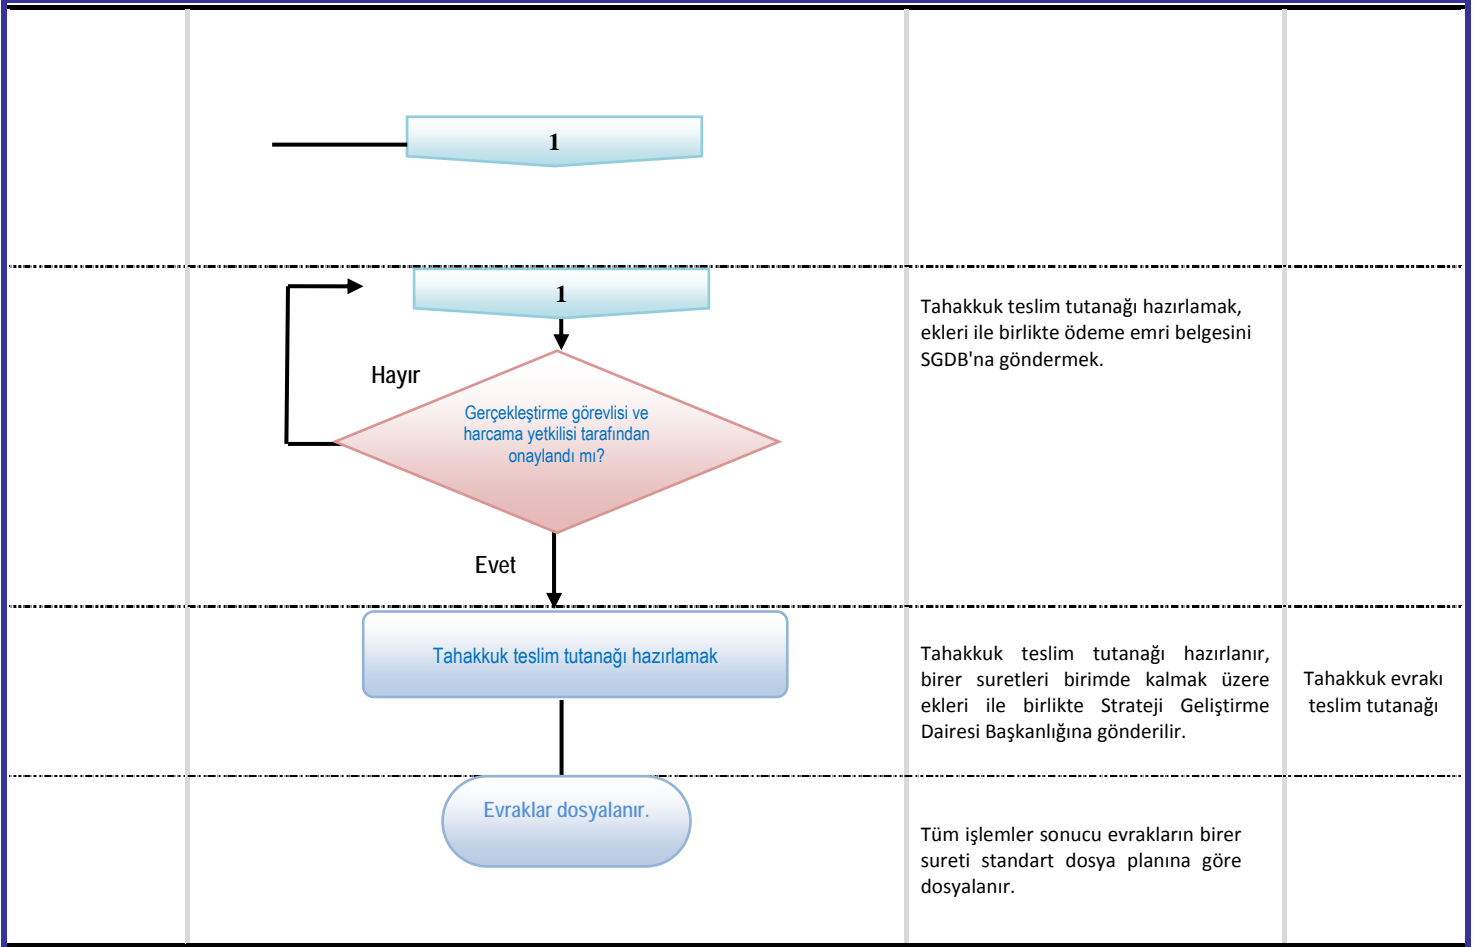 1
1
Hayır
Gerçekleştirme görevlisi ve
harcama yetkilisi tarafından
onaylandı mı?
Evet
Tahakkuk teslim tutanağı hazırlamak,
ekleri ile birlikte ödeme emri belgesini
SGDB'na göndermek.
Tahakkuk teslim tutanağı hazırlamak
Tahakkuk teslim tutanağı hazırlanır,
birer suretleri birimde kalmak üzere
ekleri ile birlikte Strateji Geliştirme
Dairesi Başkanlığına gönderilir.
Tahakkuk evrakı
teslim tutanağı
Evraklar dosyalanır.
Tüm işlemler sonucu evrakların birer
sureti standart dosya planına göre
dosyalanır.